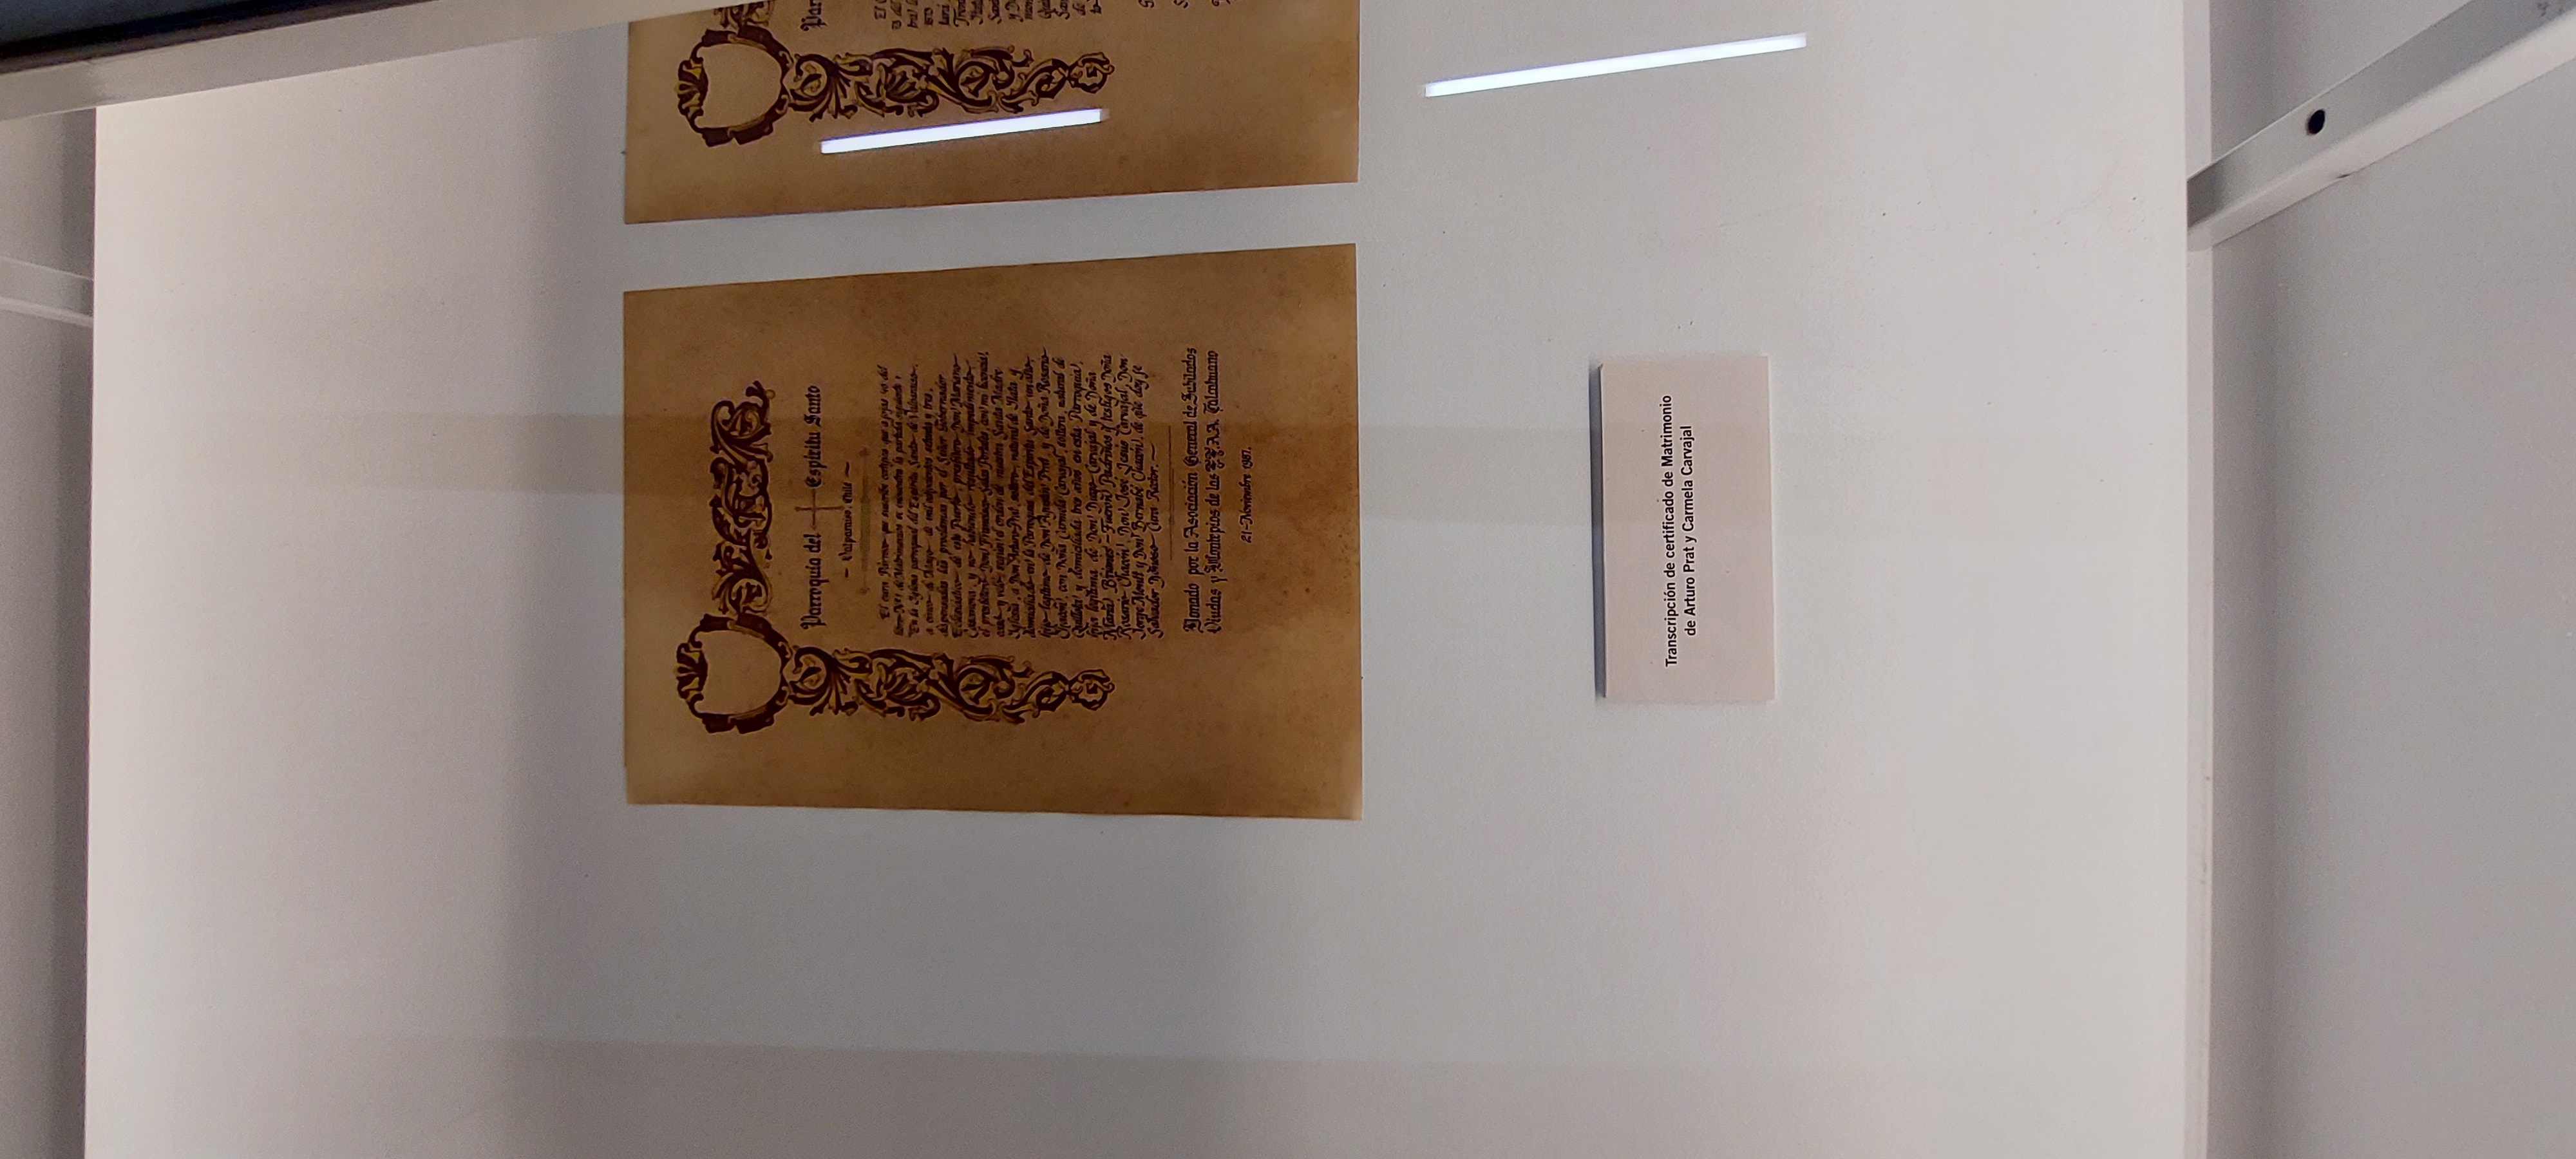 Parroquia del Espíritu Santo
~ Valparaíso. Chile ~
El cura Párroco que suscribe certifica que a fojas 40 del
libro Nº1 de Matrimonios se encuentra la partida siguiente:
"En la Iglesia parroquial del Espíritu Santo de Valparaíso,
a cinco de Mayo de mil ochocientos setenta y tres,
dispensadas las proclamas por el Señor Gobernador
Eclesiástico de este Puerto, presbítero Don Mariano
Casanova, y no habiendo resultado impedimento,
el presbítero Don Francisco Salas Portales, con mi licencia,
casó y veló según el orden de nuestra Santa Madre
Iglesia, a Don Arturo Prat, soltero, natural de Itata y
domiciliado en la Parroquia del Espíritu Santo un año,
hijo legítimo de Don Agustín Prat, y de Doña Rosario
Chacón, con Doña Carmela Carvajal, soltera, natural de
Quillota y domiciliada tres años en esta Parroquia,
hija legítima de Don Diego Carvajal y de Doña
María Briones – Fueron Padrinos y testigos Doña
Rosario Chacón, Don José Jesús Carvajal, Don
Jorge Montt y Don Bernabé Chacón, de que doy fe
Salvador Donoso – Cura Rector. –
Donado por la Asociación General de Jubilados
Viudas y Montepios de las FF.AA. Talcahuano
21-Noviembre 1987.
Transcripción de certificado de Matrimonio
de Arturo Prat y Carmela Carvajal